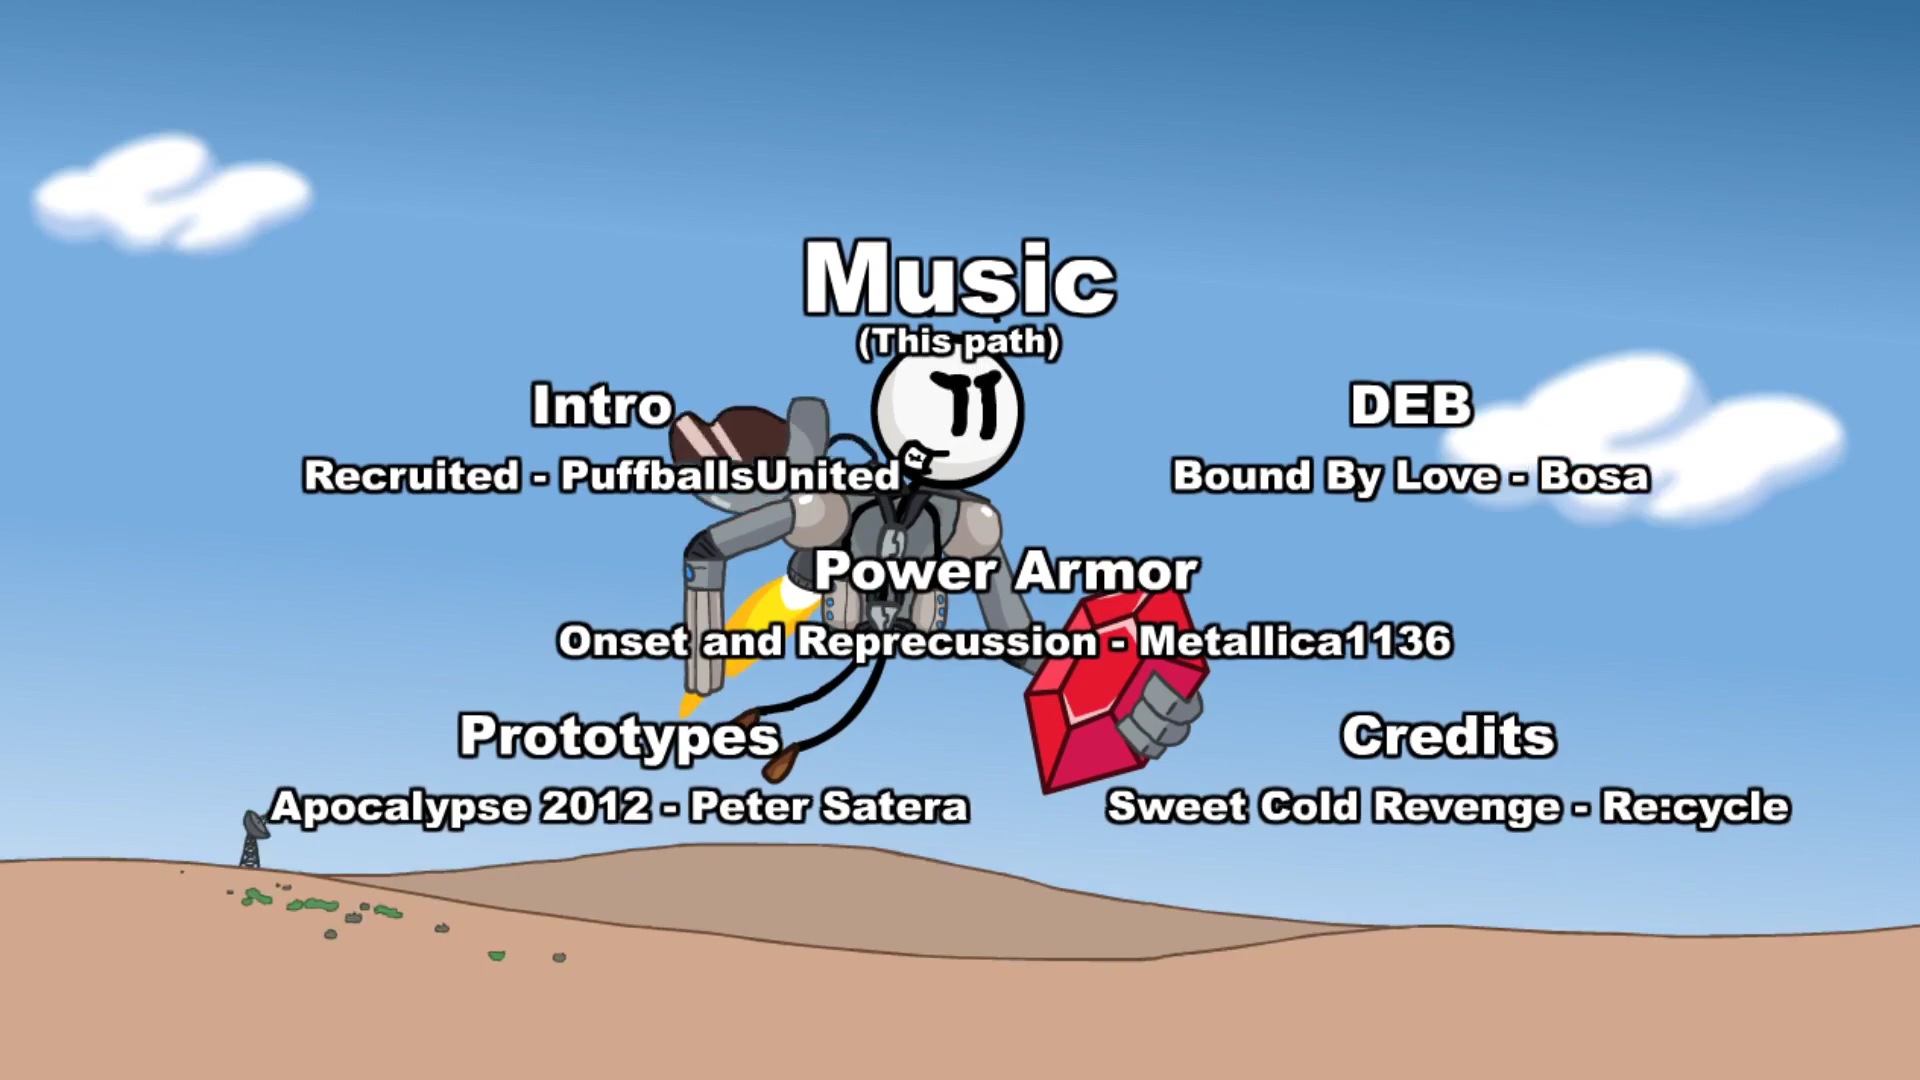 Music
(This path)
Intro
Recruited - PuffballsUnited
DEB
Bound By Love - Bosa
Power Armor
Onset and Reprecussion - Metallica1136
Prototypes
Apocalypse 2012 - Peter Satera
Credits
Sweet Cold Revenge - Re:cycle